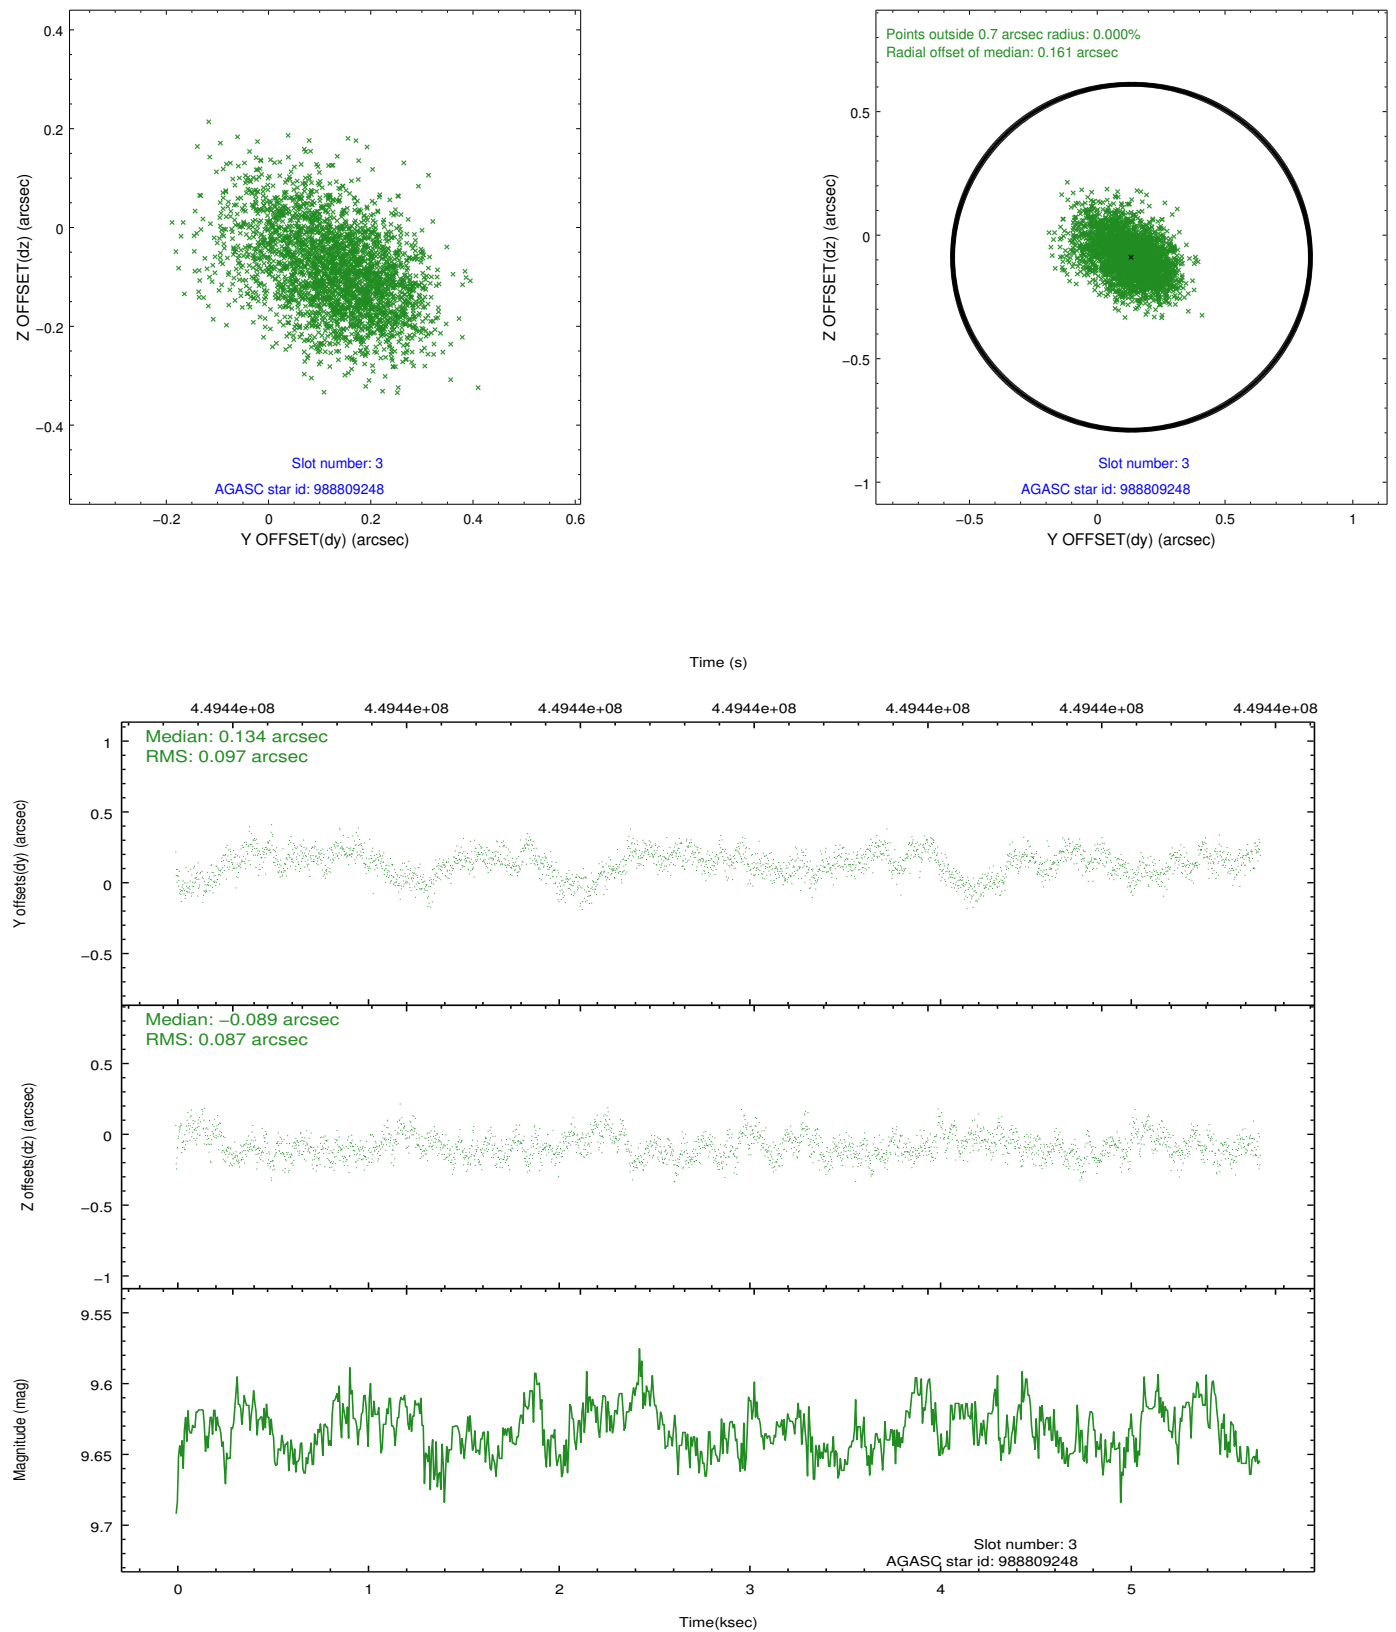 0.4
0.2
0
−0.2
−0.4
Z OFFSET(dz) (arcsec)
Slot number: 3
AGASC star id: 988809248
−0.2 0 0.2 0.4 0.6
Y OFFSET(dy) (arcsec)
Points outside 0.7 arcsec radius: 0.000%
Radial offset of median: 0.161 arcsec
0.5
0
−0.5
−1
Z OFFSET(dz) (arcsec)
Slot number: 3
AGASC star id: 988809248
−0.5 0 0.5 1
Y OFFSET(dy) (arcsec)
Time (s)
4.4944e+08 4.4944e+08 4.4944e+08 4.4944e+08 4.4944e+08 4.4944e+08 4.4944e+08
Median: 0.134 arcsec
RMS: 0.097 arcsec
1
0.5
0
−0.5
Y offsets(dy) (arcsec)
Median: −0.089 arcsec
RMS: 0.087 arcsec
0.5
0
−0.5
−1
Z offsets(dz) (arcsec)
9.55
9.6
9.65
9.7
Magnitude (mag)
Slot number: 3
AGASC star id: 988809248
0 1 2 3 4 5
Time(ksec)